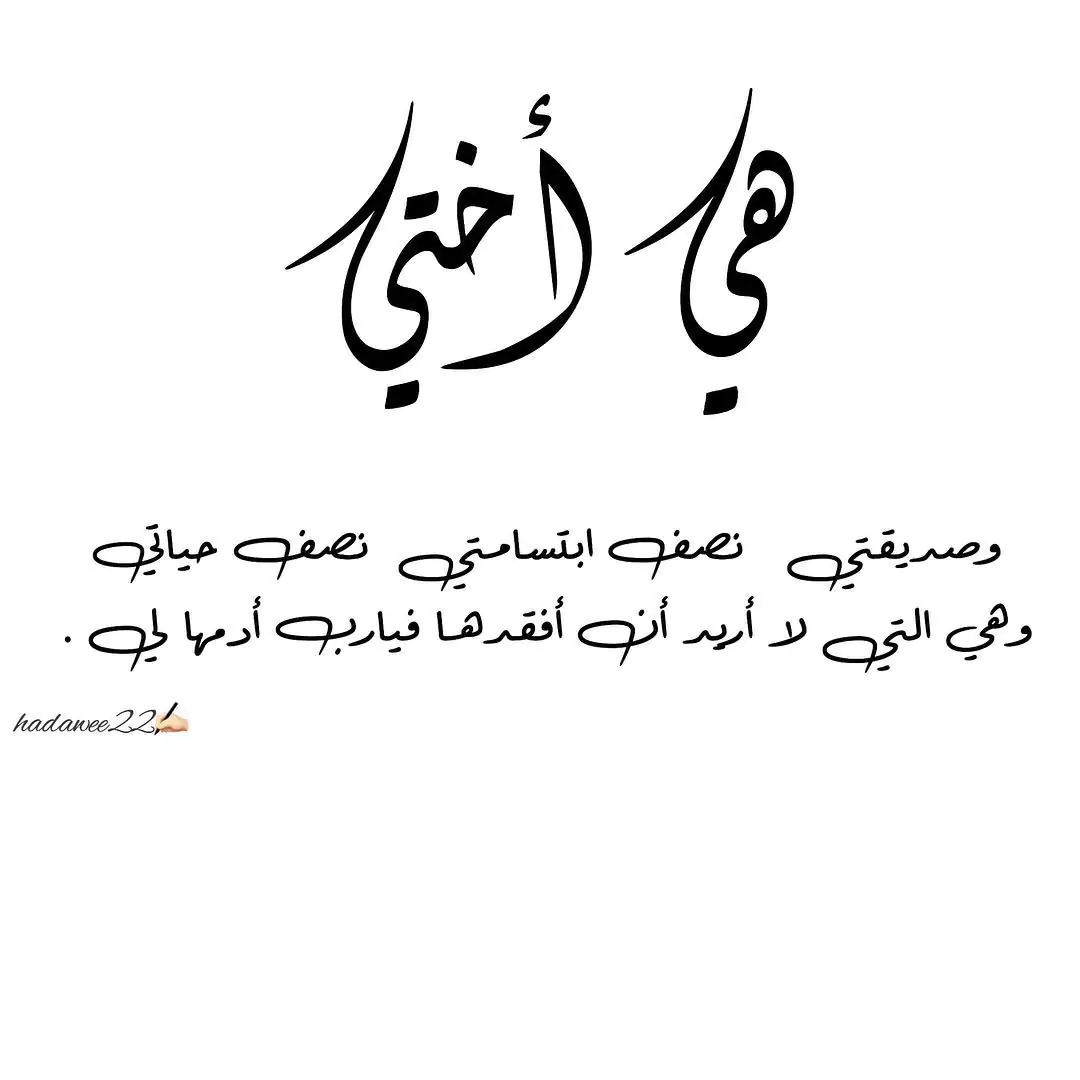 هي أختي
وصديقتي نصف ابتسامتي نصف حياتي
وهي التي لا أريد أن أفقدها فيارب أدمها لي .
hadawee22✍🏻